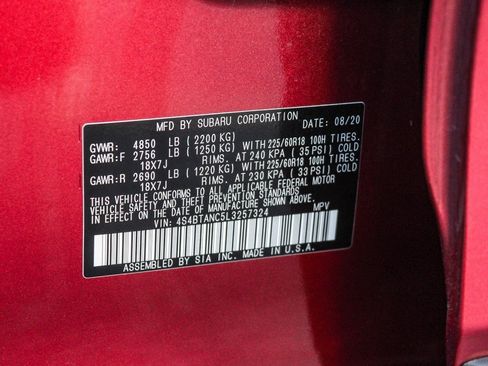 MFD BY SUBARU CORPORATION DATE: 08/20
GVWR: 4850 LB (2200 KG)
GAWR:F 2756 LB (1250 KG) WITH 225/60R18 100H TIRES.
18X7J RIMS. AT 240 KPA ( 35 PSI) COLD
GAWR:R 2690 LB (1220 KG) WITH 225/60R18 100H TIRES.
18X7J RIMS. AT 230 KPA ( 33 PSI) COLD
THIS VEHICLE CONFORMS TO ALL APPLICABLE FEDERAL MOTOR
VEHICLE SAFETY AND THEFT PREVENTION STANDARDS
IN EFFECT ON THE DATE OF MANUFACTURE SHOWN ABOVE.
VIN: 4S4BTANC5L3257324 MPV
ASSEMBLED BY SIA INC. MADE IN U.S.A.